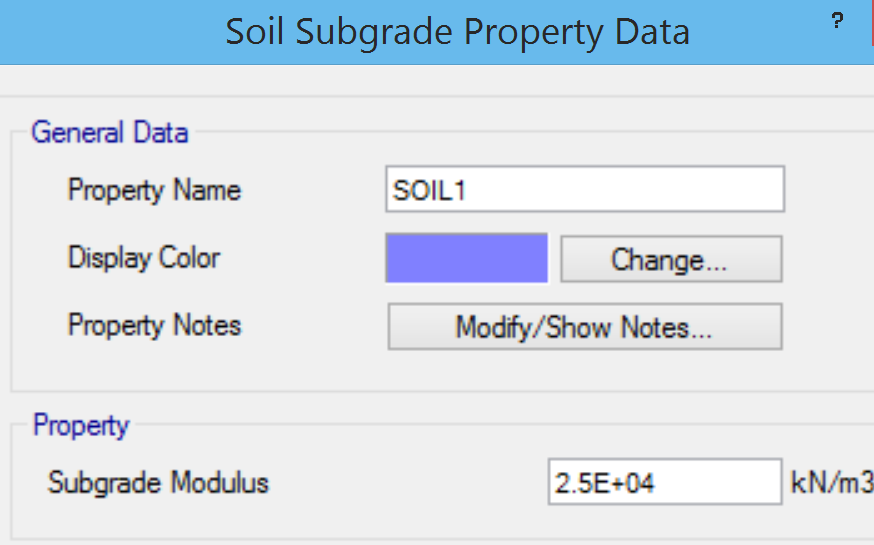 Soil Subgrade Property Data ?
General Data
Property Name SOIL1
Display Color Change...
Property Notes Modify/Show Notes...
Property
Subgrade Modulus 2.5E+04 kN/m3